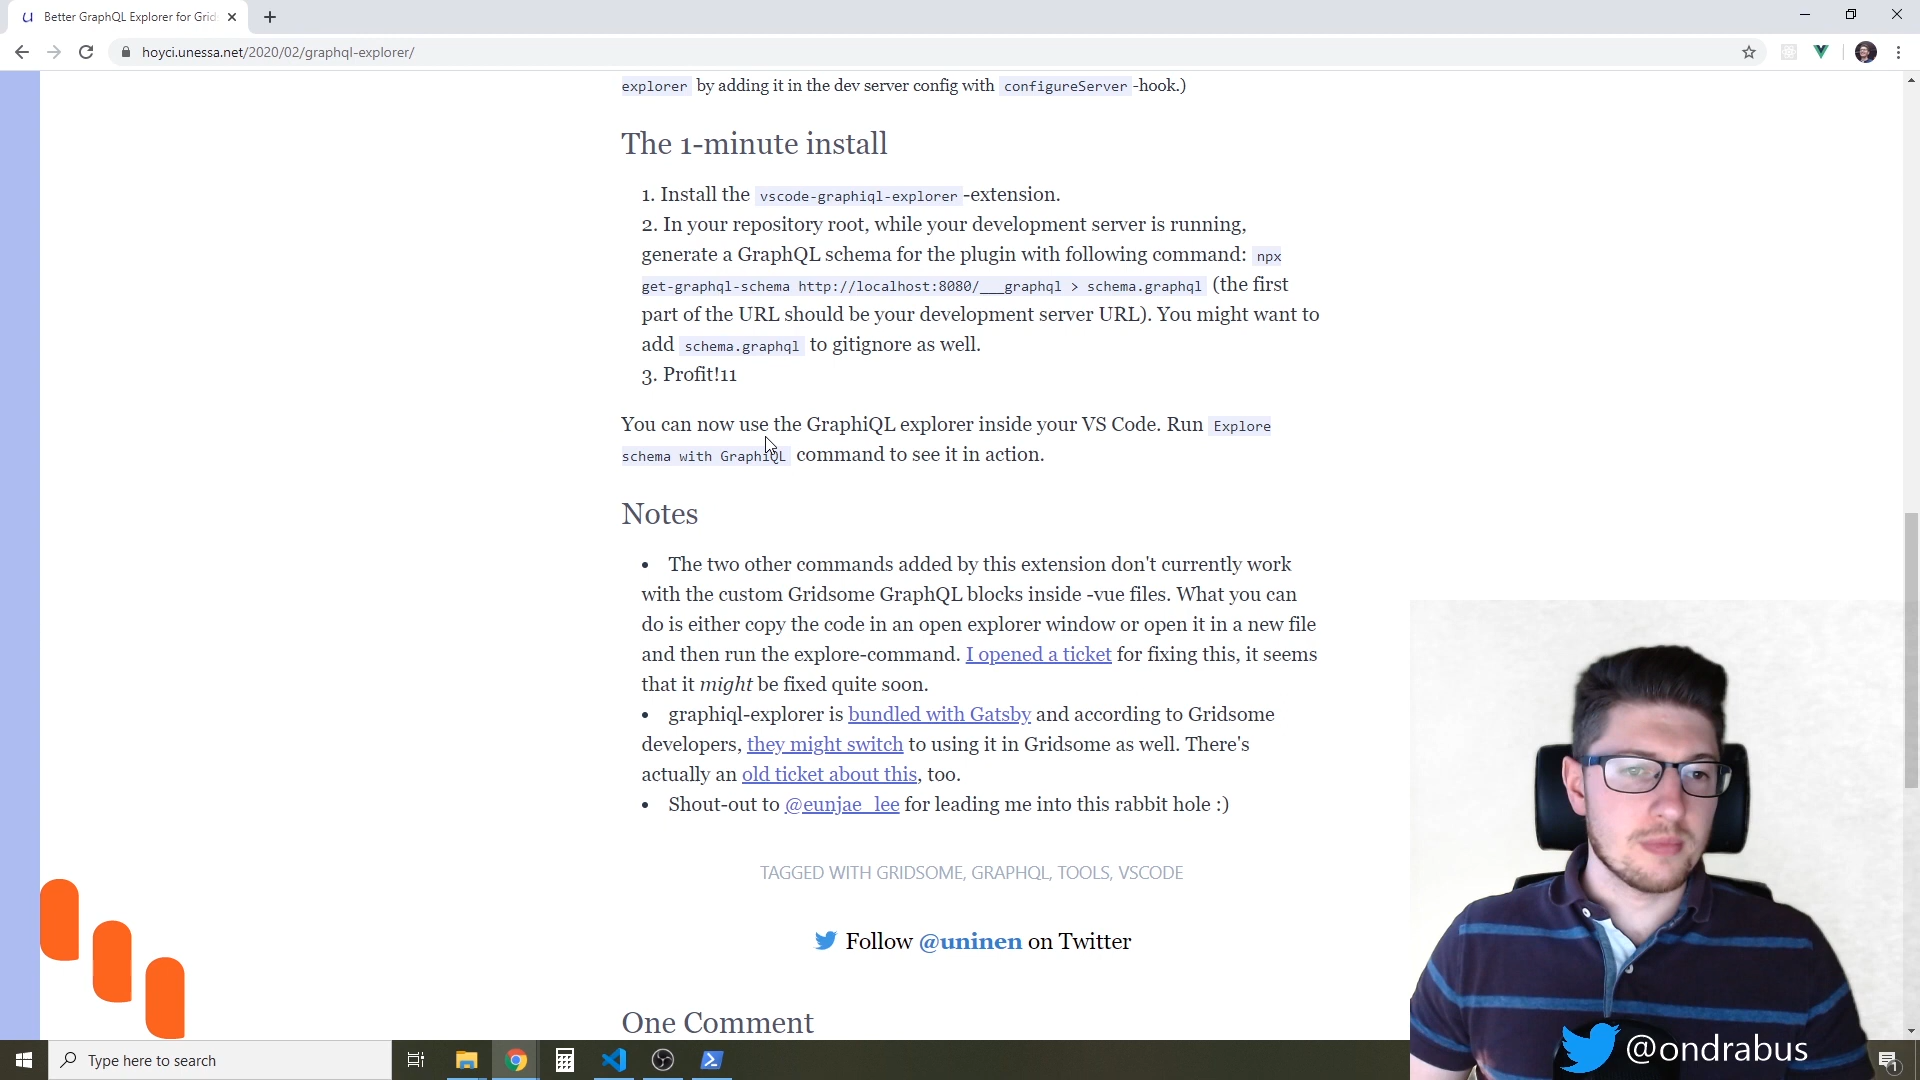 Better GraphQL Explorer for Grid
hoyci.unessa.net/2020/02/graphql-explorer/
explorer by adding it in the dev server config with configureServer -hook.)
The 1-minute install
1. Install the vscode-graphiql-explorer -extension.
2. In your repository root, while your development server is running,
generate a GraphQL schema for the plugin with following command: npx
get-graphql-schema http://localhost:8080/___graphql > schema.graphql (the first
part of the URL should be your development server URL). You might want to
add schema.graphql to gitignore as well.
3. Profit!11
You can now use the GraphiQL explorer inside your VS Code. Run Explore
schema with GraphiQL command to see it in action.
Notes
• The two other commands added by this extension don't currently work
with the custom Gridsome GraphQL blocks inside -vue files. What you can
do is either copy the code in an open explorer window or open it in a new file
and then run the explore-command. I opened a ticket for fixing this, it seems
that it might be fixed quite soon.
• graphiql-explorer is bundled with Gatsby and according to Gridsome
developers, they might switch to using it in Gridsome as well. There's
actually an old ticket about this, too.
• Shout-out to @eunjae_lee for leading me into this rabbit hole :)
TAGGED WITH GRIDSOME, GRAPHQL, TOOLS, VSCODE
Follow @uninen on Twitter
One Comment
@ondrabus
Type here to search
1